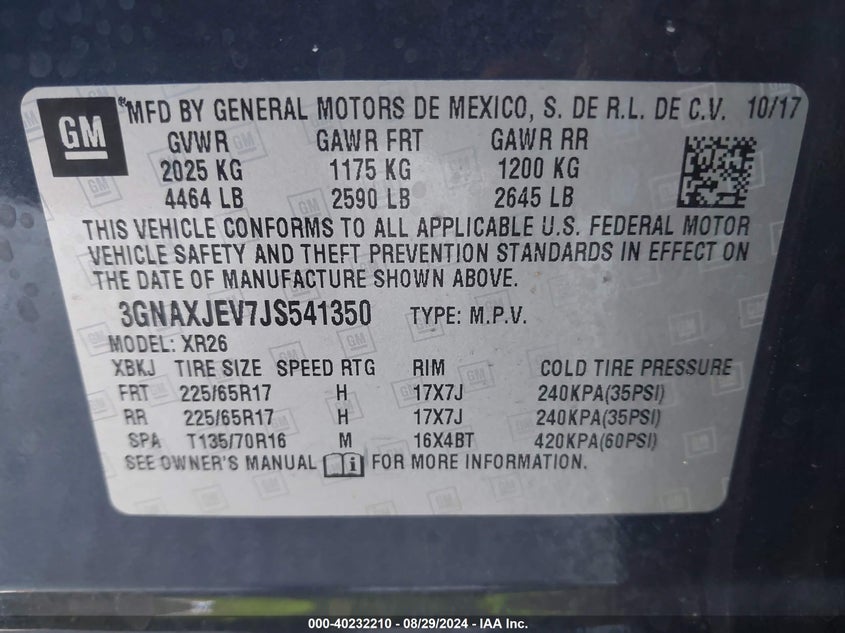 GM
®MFD BY GENERAL MOTORS DE MEXICO, S. DE R.L. DE C.V. 10/17
GVWR GAWR FRT GAWR RR
2025 KG 1175 KG 1200 KG
4464 LB 2590 LB 2645 LB
THIS VEHICLE CONFORMS TO ALL APPLICABLE U.S. FEDERAL MOTOR
VEHICLE SAFETY AND THEFT PREVENTION STANDARDS IN EFFECT ON
THE DATE OF MANUFACTURE SHOWN ABOVE.
3GNAXJEV7JS541350 TYPE: M.P.V.
MODEL: XR26
XBKJ TIRE SIZE SPEED RTG RIM COLD TIRE PRESSURE
FRT 225/65R17 H 17X7J 240KPA(35PSI)
RR 225/65R17 H 17X7J 240KPA(35PSI)
SPA T135/70R16 M 16X4BT 420KPA(60PSI)
SEE OWNER'S MANUAL i FOR MORE INFORMATION.
000-40232210 - 08/29/2024 - IAA Inc.